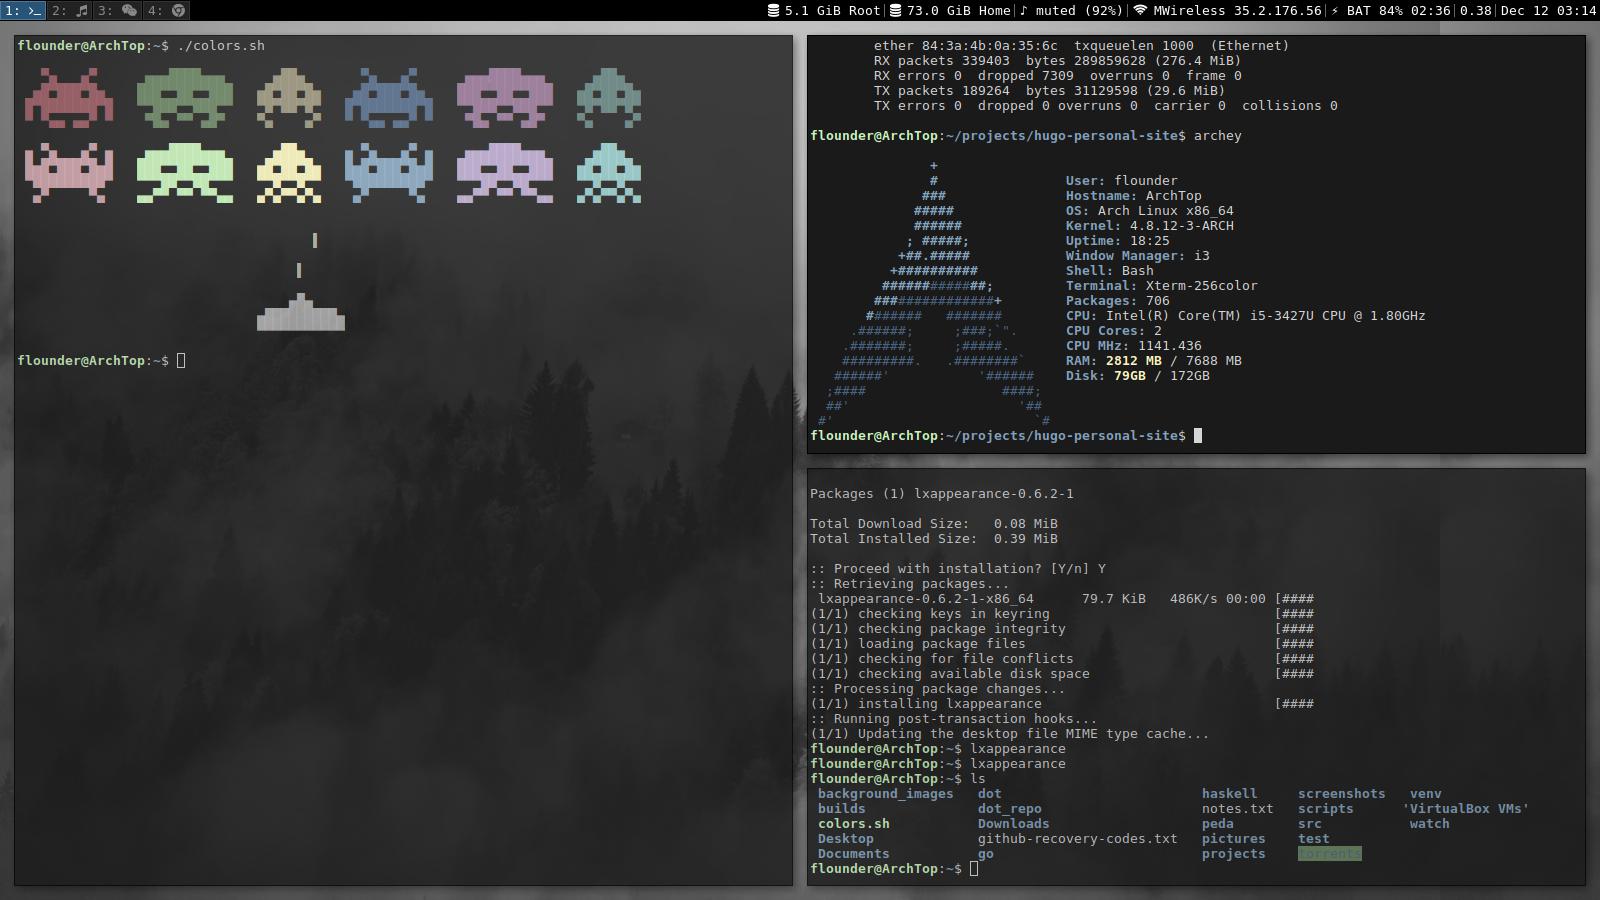 1: 2: 3: 4: 5.1 GiB Root| 73.0 GiB Home|♪ muted (92%)| MWireless 35.2.176.56|⚡ BAT 84% 02:36|0.38|Dec 12 03:14
flounder@ArchTop:~$ ./colors.sh
flounder@ArchTop:~$
ether 84:3a:4b:0a:35:6c  txqueuelen 1000  (Ethernet)
RX packets 339403  bytes 289859628 (276.4 MiB)
RX errors 0  dropped 7309  overruns 0  frame 0
TX packets 189264  bytes 31129598 (29.6 MiB)
TX errors 0  dropped 0 overruns 0  carrier 0  collisions 0
flounder@ArchTop:~/projects/hugo-personal-site$ archey
+
#                User: flounder
###               Hostname: ArchTop
#####              OS: Arch Linux x86_64
######             Kernel: 4.8.12-3-ARCH
; #####;            Uptime: 18:25
+##.#####            Window Manager: i3
+##########           Shell: Bash
#############;          Terminal: Xterm-256color
###############+         Packages: 706
#######   #######         CPU: Intel(R) Core(TM) i5-3427U CPU @ 1.80GHz
.######;     ;###;`".       CPU Cores: 2
.#######;     ;#####.       CPU MHz: 1141.436
#########.   .########`      RAM: 2812 MB / 7688 MB
######'           '######    Disk: 79GB / 172GB
;####                 ####;
##'                     '##
#'                         `#
flounder@ArchTop:~/projects/hugo-personal-site$
Packages (1) lxappearance-0.6.2-1
Total Download Size:   0.08 MiB
Total Installed Size:  0.39 MiB
:: Proceed with installation? [Y/n] Y
:: Retrieving packages...
lxappearance-0.6.2-1-x86_64      79.7 KiB   486K/s 00:00 [####
(1/1) checking keys in keyring                            [####
(1/1) checking package integrity                          [####
(1/1) loading package files                               [####
(1/1) checking for file conflicts                         [####
(1/1) checking available disk space                       [####
:: Processing package changes...
(1/1) installing lxappearance                             [####
:: Running post-transaction hooks...
(1/1) Updating the desktop file MIME type cache...
flounder@ArchTop:~$ lxappearance
flounder@ArchTop:~$ lxappearance
flounder@ArchTop:~$ ls
background_images   dot                         haskell     screenshots   venv
builds              dot_repo                    notes.txt   scripts      'VirtualBox VMs'
colors.sh           Downloads                   peda        src           watch
Desktop             github-recovery-codes.txt   pictures    test
Documents           go                          projects    torrents
flounder@ArchTop:~$